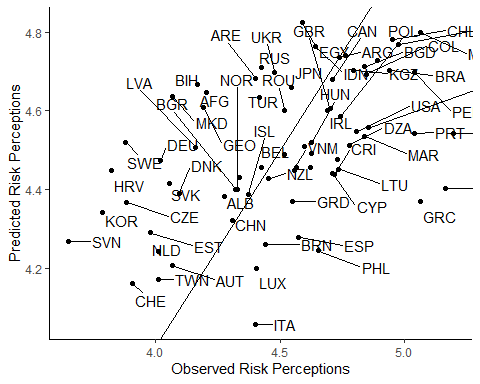 4.8
4.6
4.4
4.2
Predicted Risk Perceptions
ARE
UKR
GBR
CAN
POL
CHL
RUS
EGY
ARG
BGD
COL
LVA
BIH
NOR
ROU
JPN
IDN
KGZ
BRA
BGR
AFG
TUR
HUN
USA
PE
MKD
ISL
IRL
DZA
PRT
DEU
GEO
BEL
VNM
CRI
MAR
SWE
DNK
NZL
LTU
HRV
SVK
ALB
GRD
CYP
GRC
KOR
CZE
CHN
SVN
EST
NLD
BRN
ESP
PHL
TWN
AUT
LUX
CHE
ITA
4.0
4.5
5.0
Observed Risk Perceptions